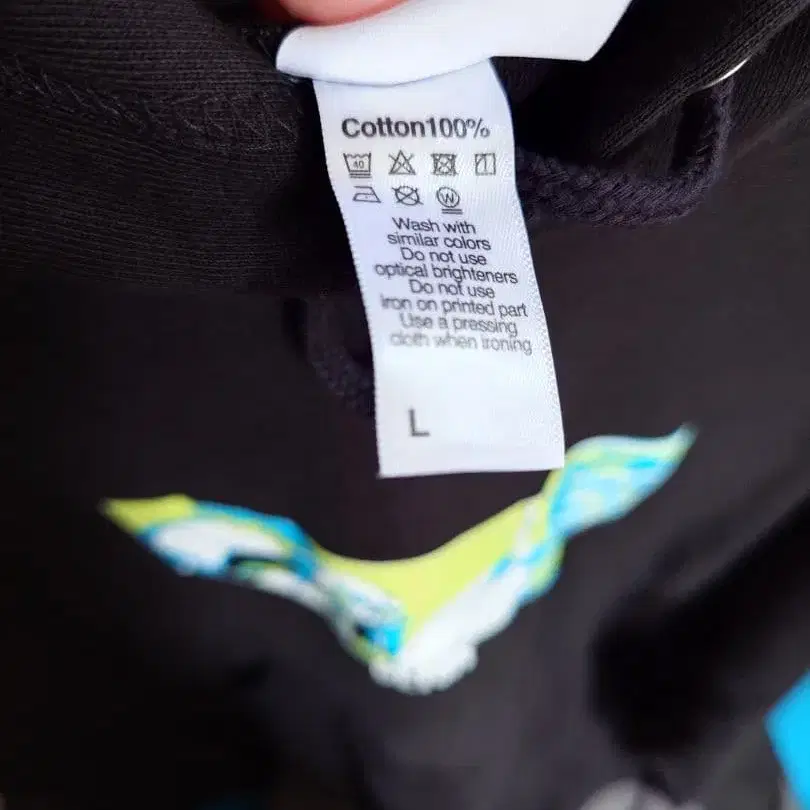 Cotton100%
40
W
Wash with
similar colors
Do not use
optical brighteners
Do not use
iron on printed part
Use a pressing
cloth when ironing
L